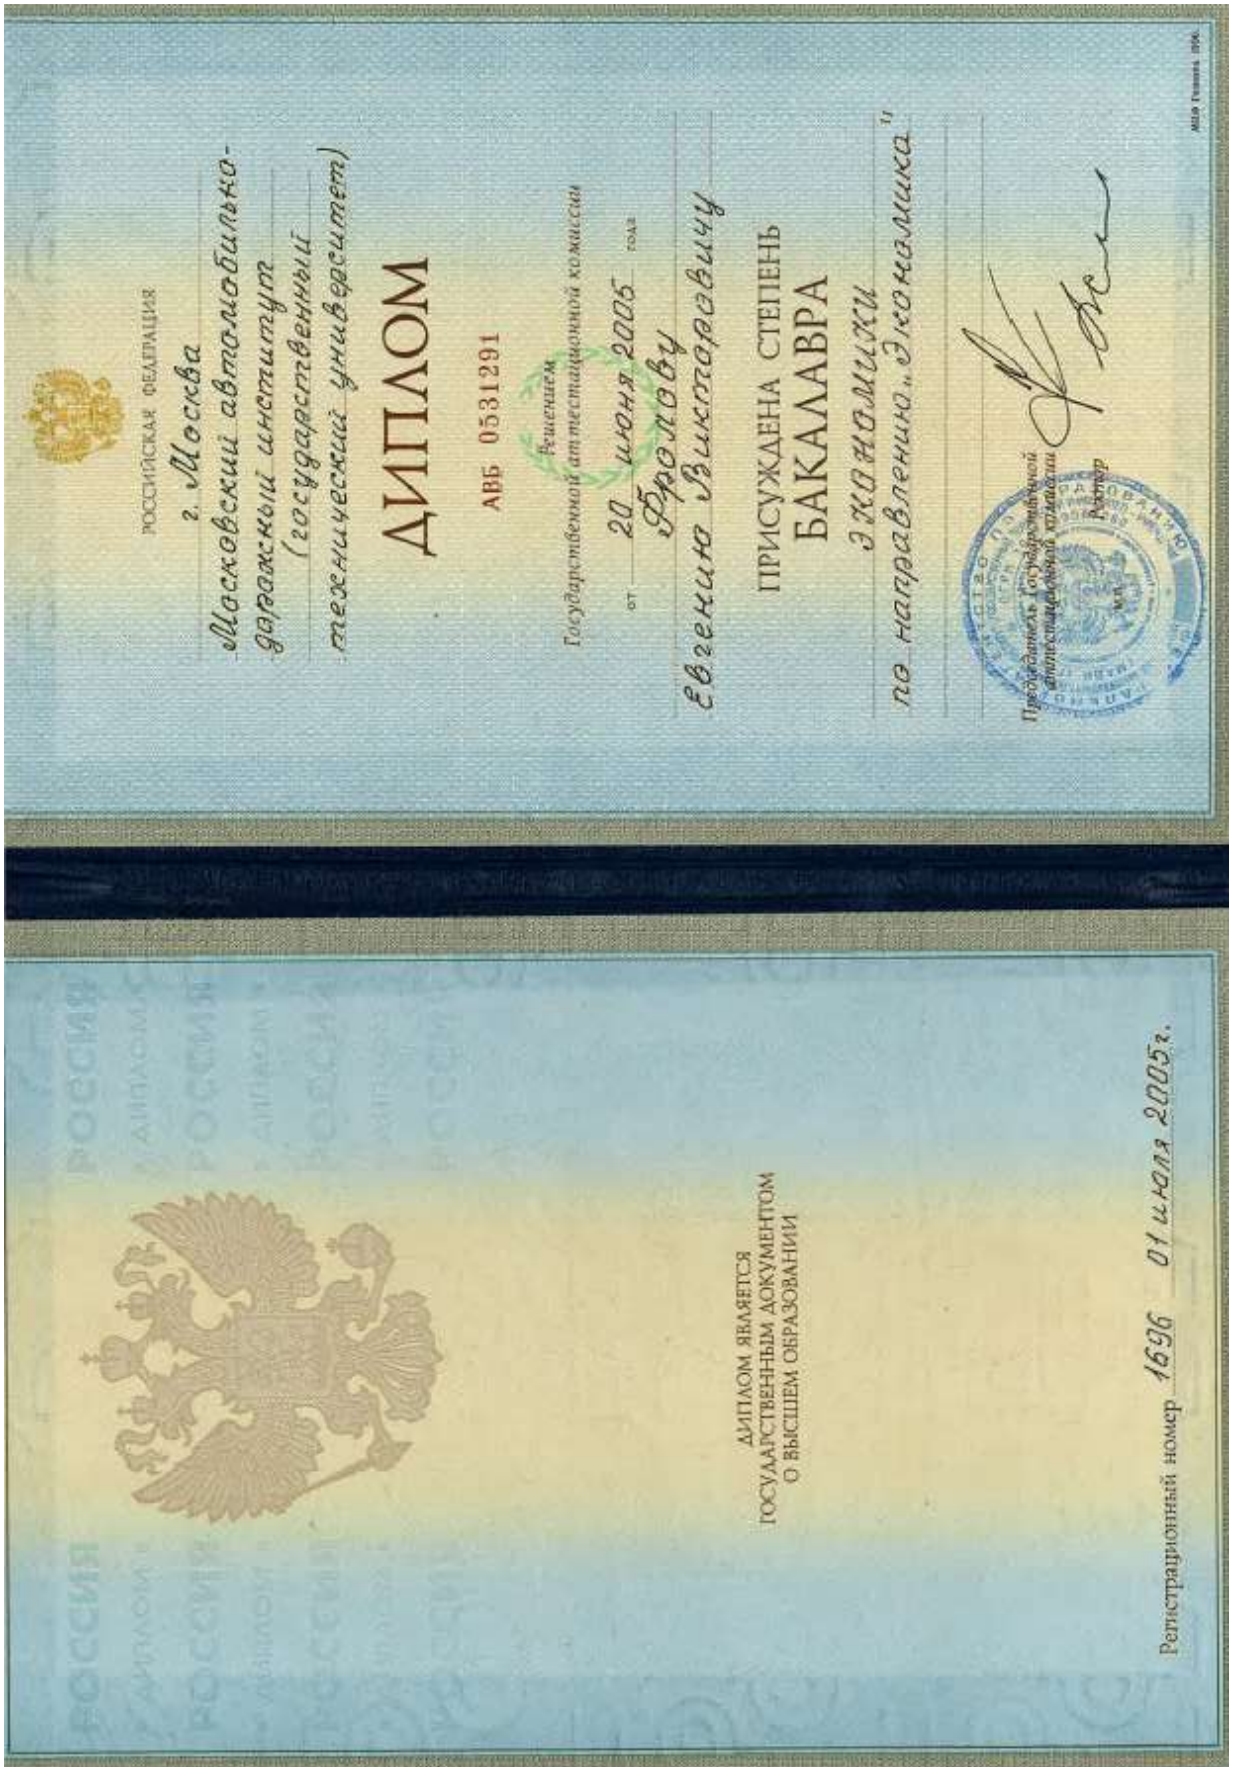 ДИПЛОМ ЯВЛЯЕТСЯ
ГОСУДАРСТВЕННЫМ ДОКУМЕНТОМ
О ВЫСШЕМ ОБРАЗОВАНИИ
Регистрационный номер 1696 01 июля 2005г.
РОССИЙСКАЯ ФЕДЕРАЦИЯ
г. Москва
Московский автомобильно-
дорожный институт
(государственный
технический университет)
ДИПЛОМ
АВБ 0531291
Решением
Государственной аттестационной комиссии
от 20 июня 2005 года
Фролову
Евгению Викторовичу
ПРИСУЖДЕНА СТЕПЕНЬ
БАКАЛАВРА
экономики
по направлению „Экономика"
Председатель Государственной
аттестационной комиссии
Ректор
М.П.